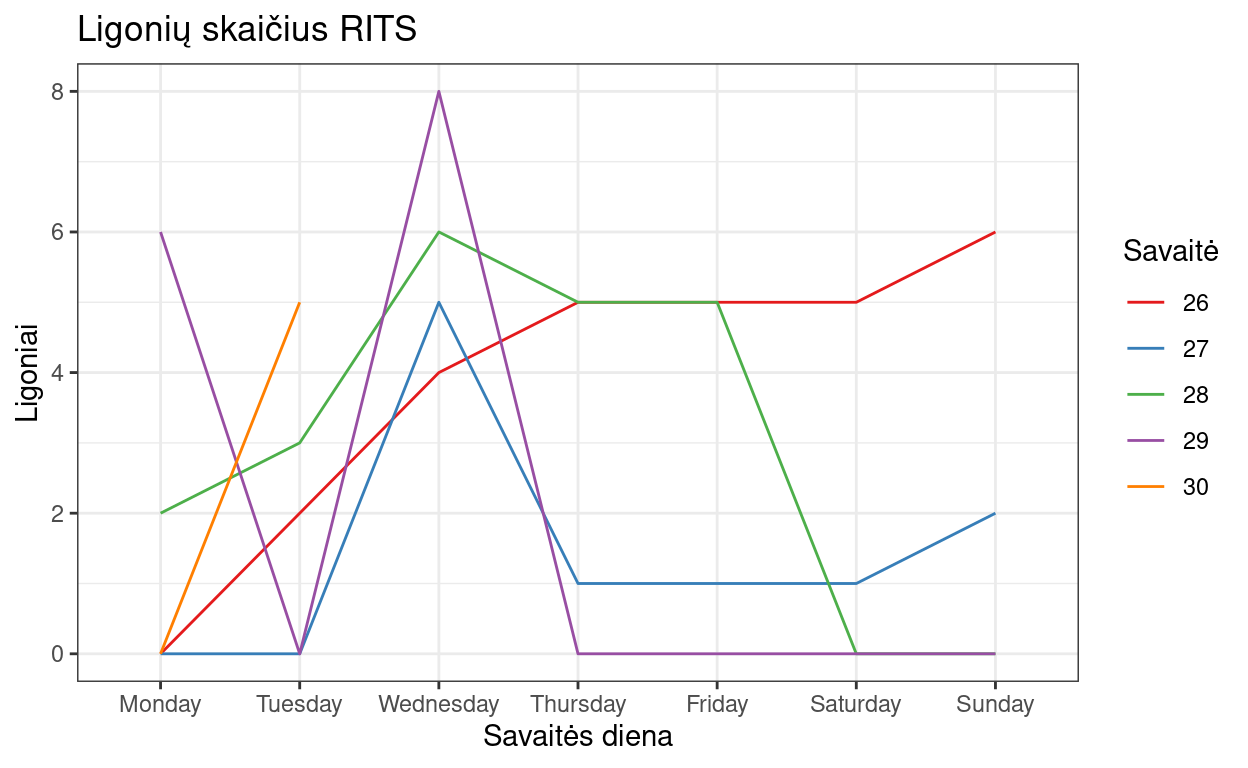 Ligonių skaičius RITS
8
6
4
2
0
Ligoniai
Monday Tuesday Wednesday Thursday Friday Saturday Sunday
Savaitės diena
Savaitė
26
27
28
29
30